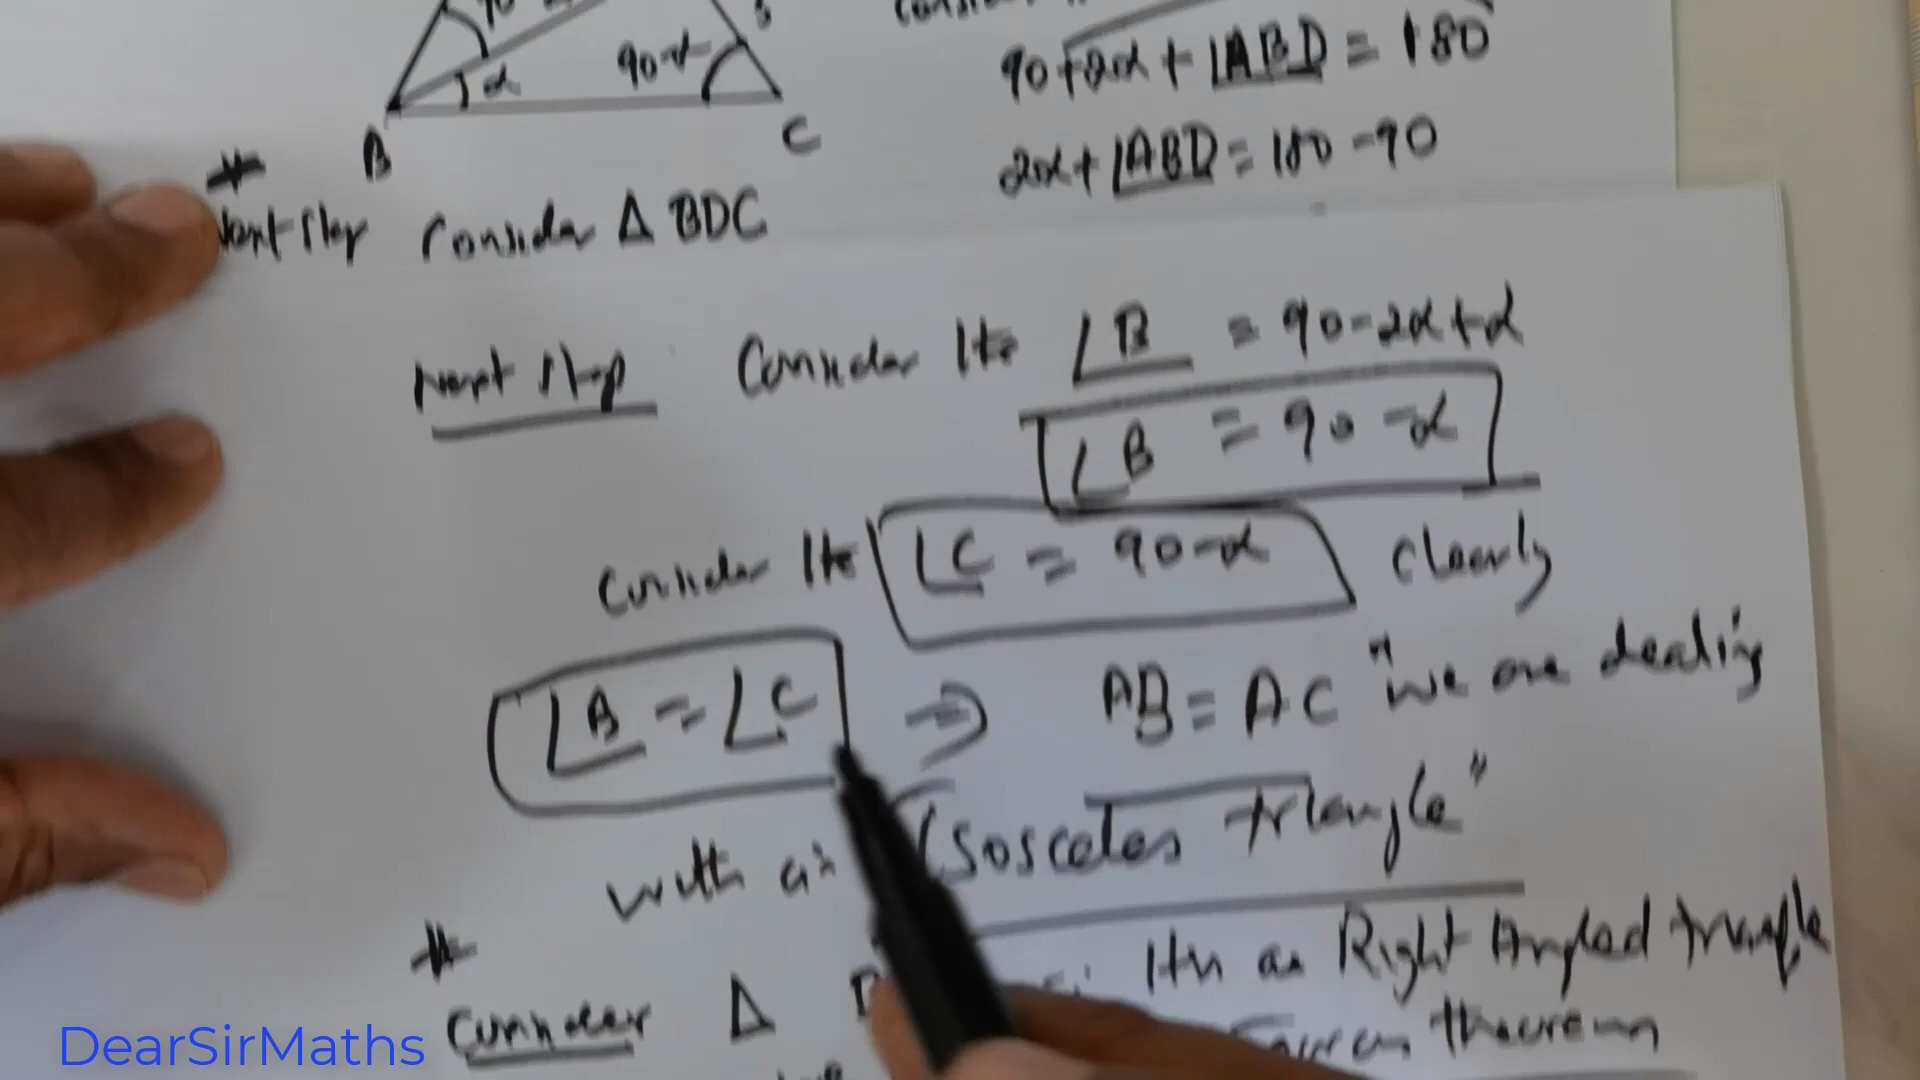 90 α
α 90-α
5
90+2α+∠ABD = 180
2α+∠ABD = 180-90
B C
*
Next Step Consider Δ BDC
Next Step Consider the ∠B = 90-2α+α
∠B = 90-α
Consider the ∠C = 90-α clearly
∠B = ∠C ⇒ AB = AC "we are dealing
with an Isosceles triangle"
*
Consider Δ its a Right Angled triangle
theorem
DearSirMaths